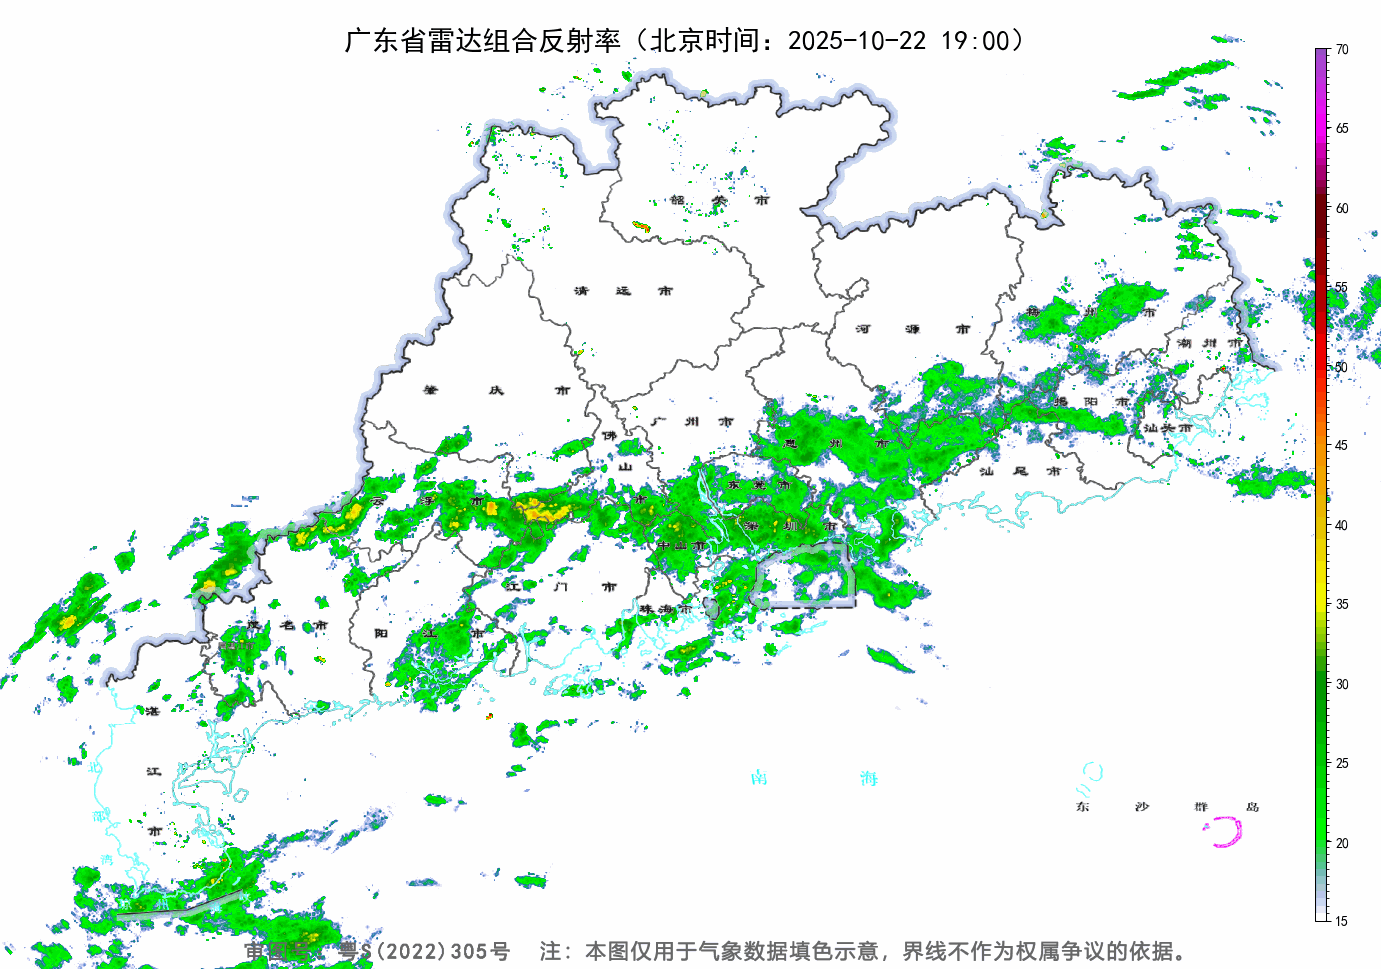 广东省雷达组合反射率（北京时间：2025-10-22 19:00）
70
65
60
55
50
45
40
35
30
25
20
15
韶关市
清远市
河源市
梅州市
潮州市
肇庆市
广州市
佛山市
惠州市
揭阳市
汕头市
汕尾市
云浮市
东莞市
深圳市
中山市
江门市
珠海市
阳江市
茂名市
湛江市
北部湾
南海
东沙群岛
审图号：粤S(2022)305号 注：本图仅用于气象数据填色示意，界线不作为权属争议的依据。